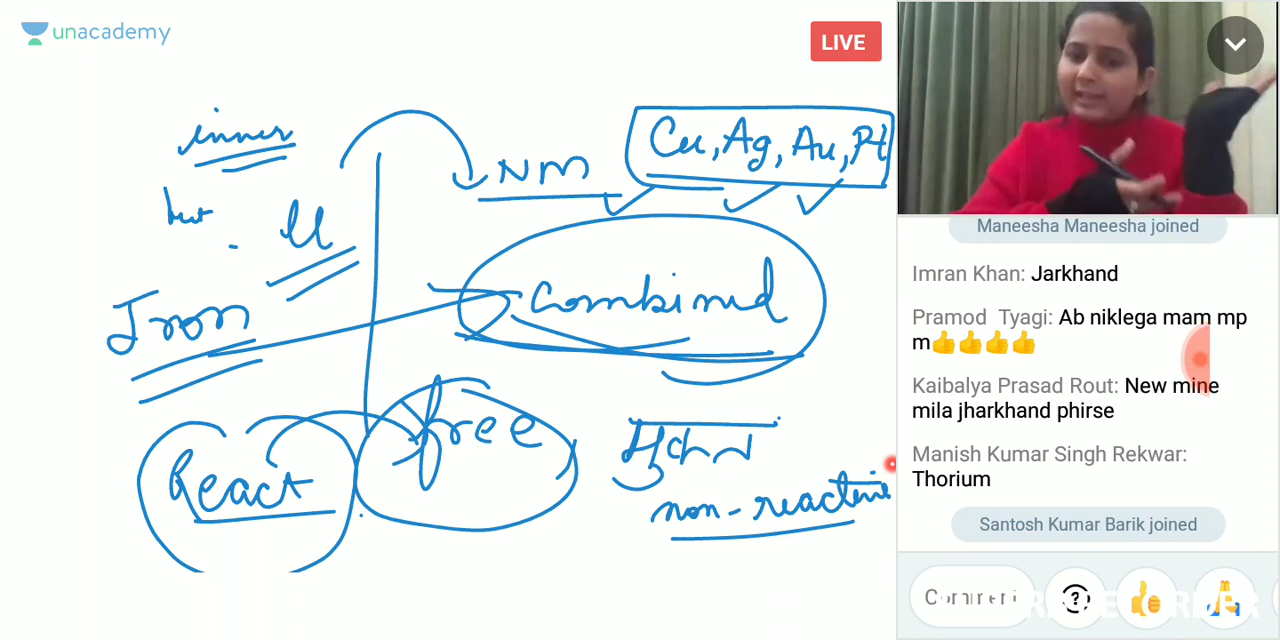 unacademy
LIVE
inner
but
U
NM
Cu, Ag, Au, Pt
Iron
Combined
React
free
मुक्त
non-reactive
Maneesha Maneesha joined
Imran Khan: Jarkhand
Pramod Tyagi: Ab niklega mam mp
m👍👍👍👍
Kaibalya Prasad Rout: New mine
mila jharkhand phirse
Manish Kumar Singh Rekwar:
Thorium
Santosh Kumar Barik joined
Comment
?